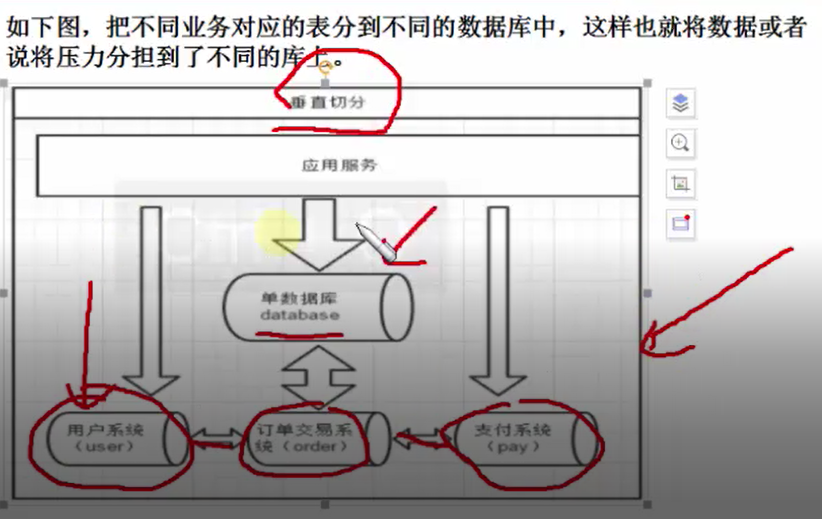 如下图，把不同业务对应的表分到不同的数据库中，这样也就将数据或者
说将压力分担到了不同的库上。
垂直切分
应用服务
单数据库
database
用户系统
（user）
订单交易系
统（order）
支付系统
（pay）